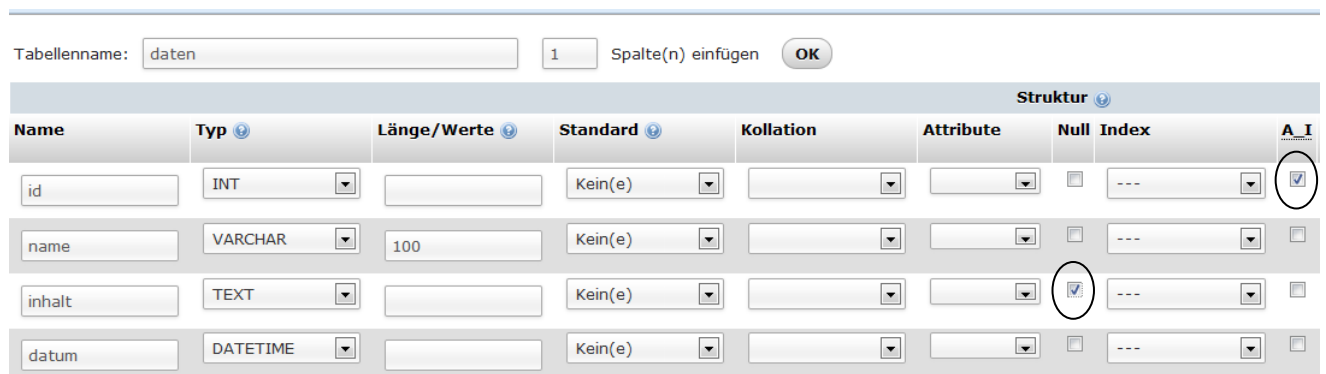 Tabellenname: daten 1 Spalte(n) einfügen OK
Struktur
Name Typ Länge/Werte Standard Kollation Attribute Null Index A_I
id INT Kein(e) ---
name VARCHAR 100 Kein(e) ---
inhalt TEXT Kein(e) ---
datum DATETIME Kein(e) ---